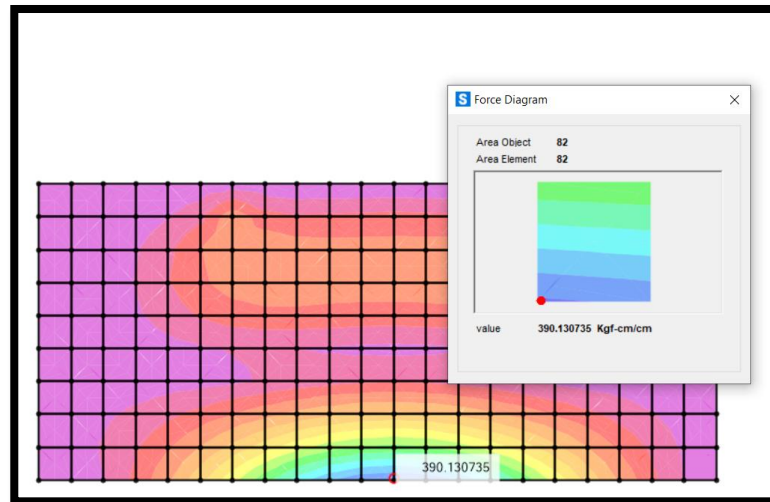 S Force Diagram
Area Object 82
Area Element 82
value 390.130735 Kgf-cm/cm
390.130735